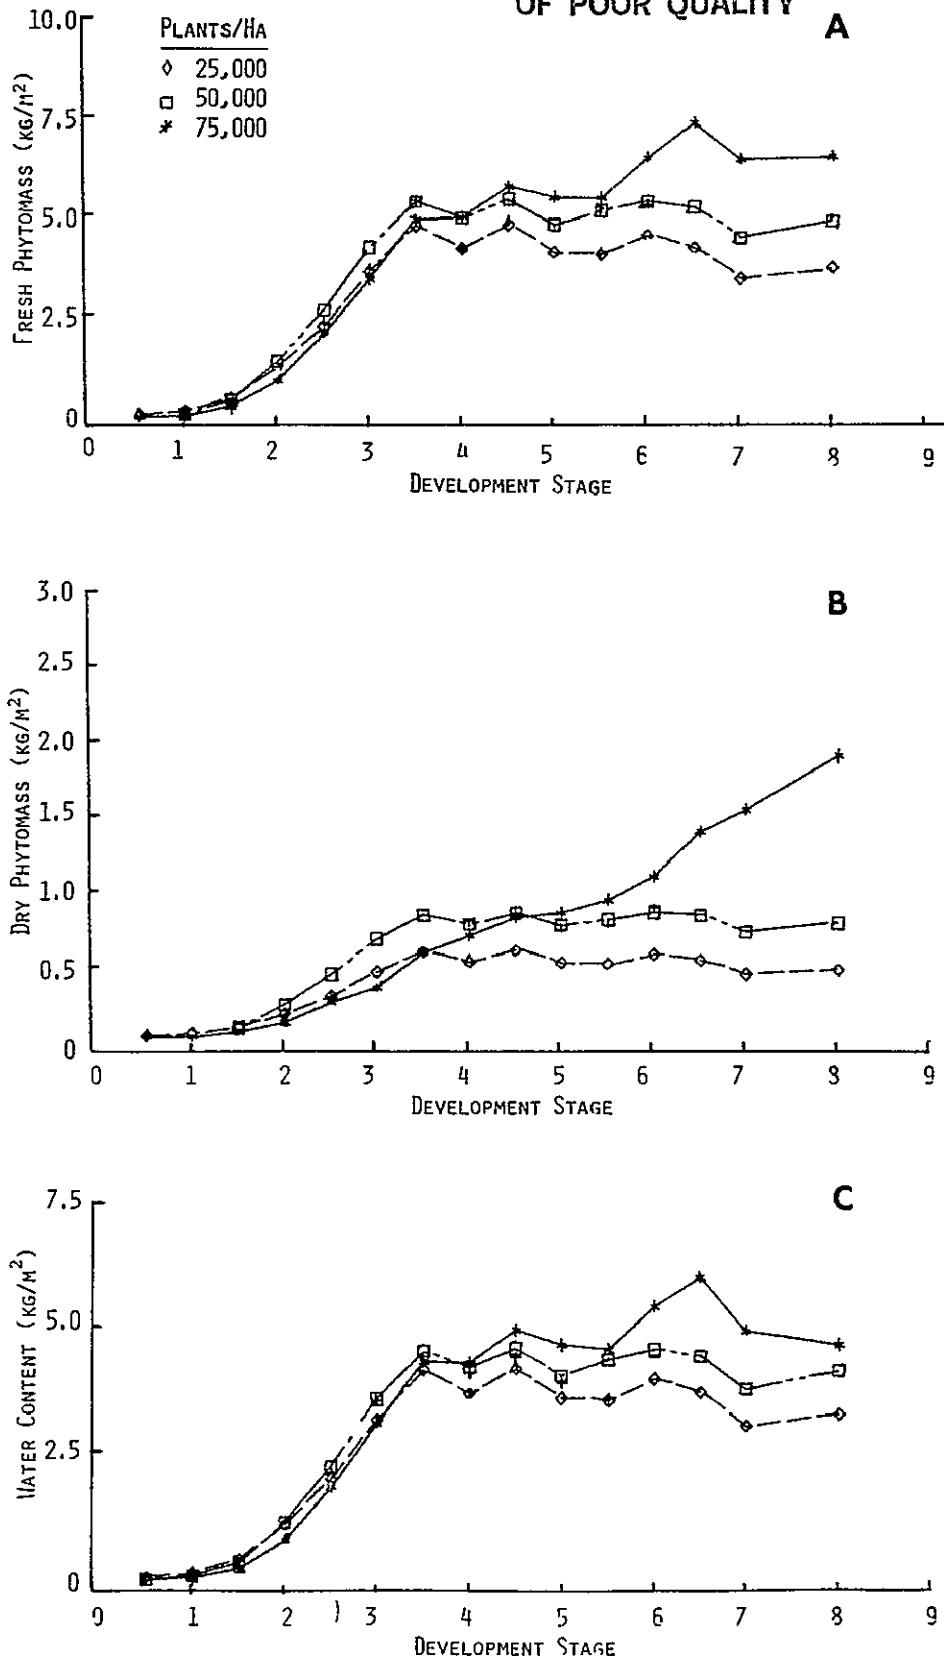 OF POOR QUALITY
A
10.0
PLANTS/HA
25,000
50,000
75,000
7.5
5.0
2.5
0
FRESH PHYTOMASS (KG/M²)
0 1 2 3 4 5 6 7 8 9
DEVELOPMENT STAGE
B
3.0
2.5
2.0
1.5
1.0
0.5
0
DRY PHYTOMASS (KG/M²)
0 1 2 3 4 5 6 7 8 9
DEVELOPMENT STAGE
C
7.5
5.0
2.5
0
WATER CONTENT (KG/M²)
0 1 2 3 4 5 6 7 8 9
DEVELOPMENT STAGE